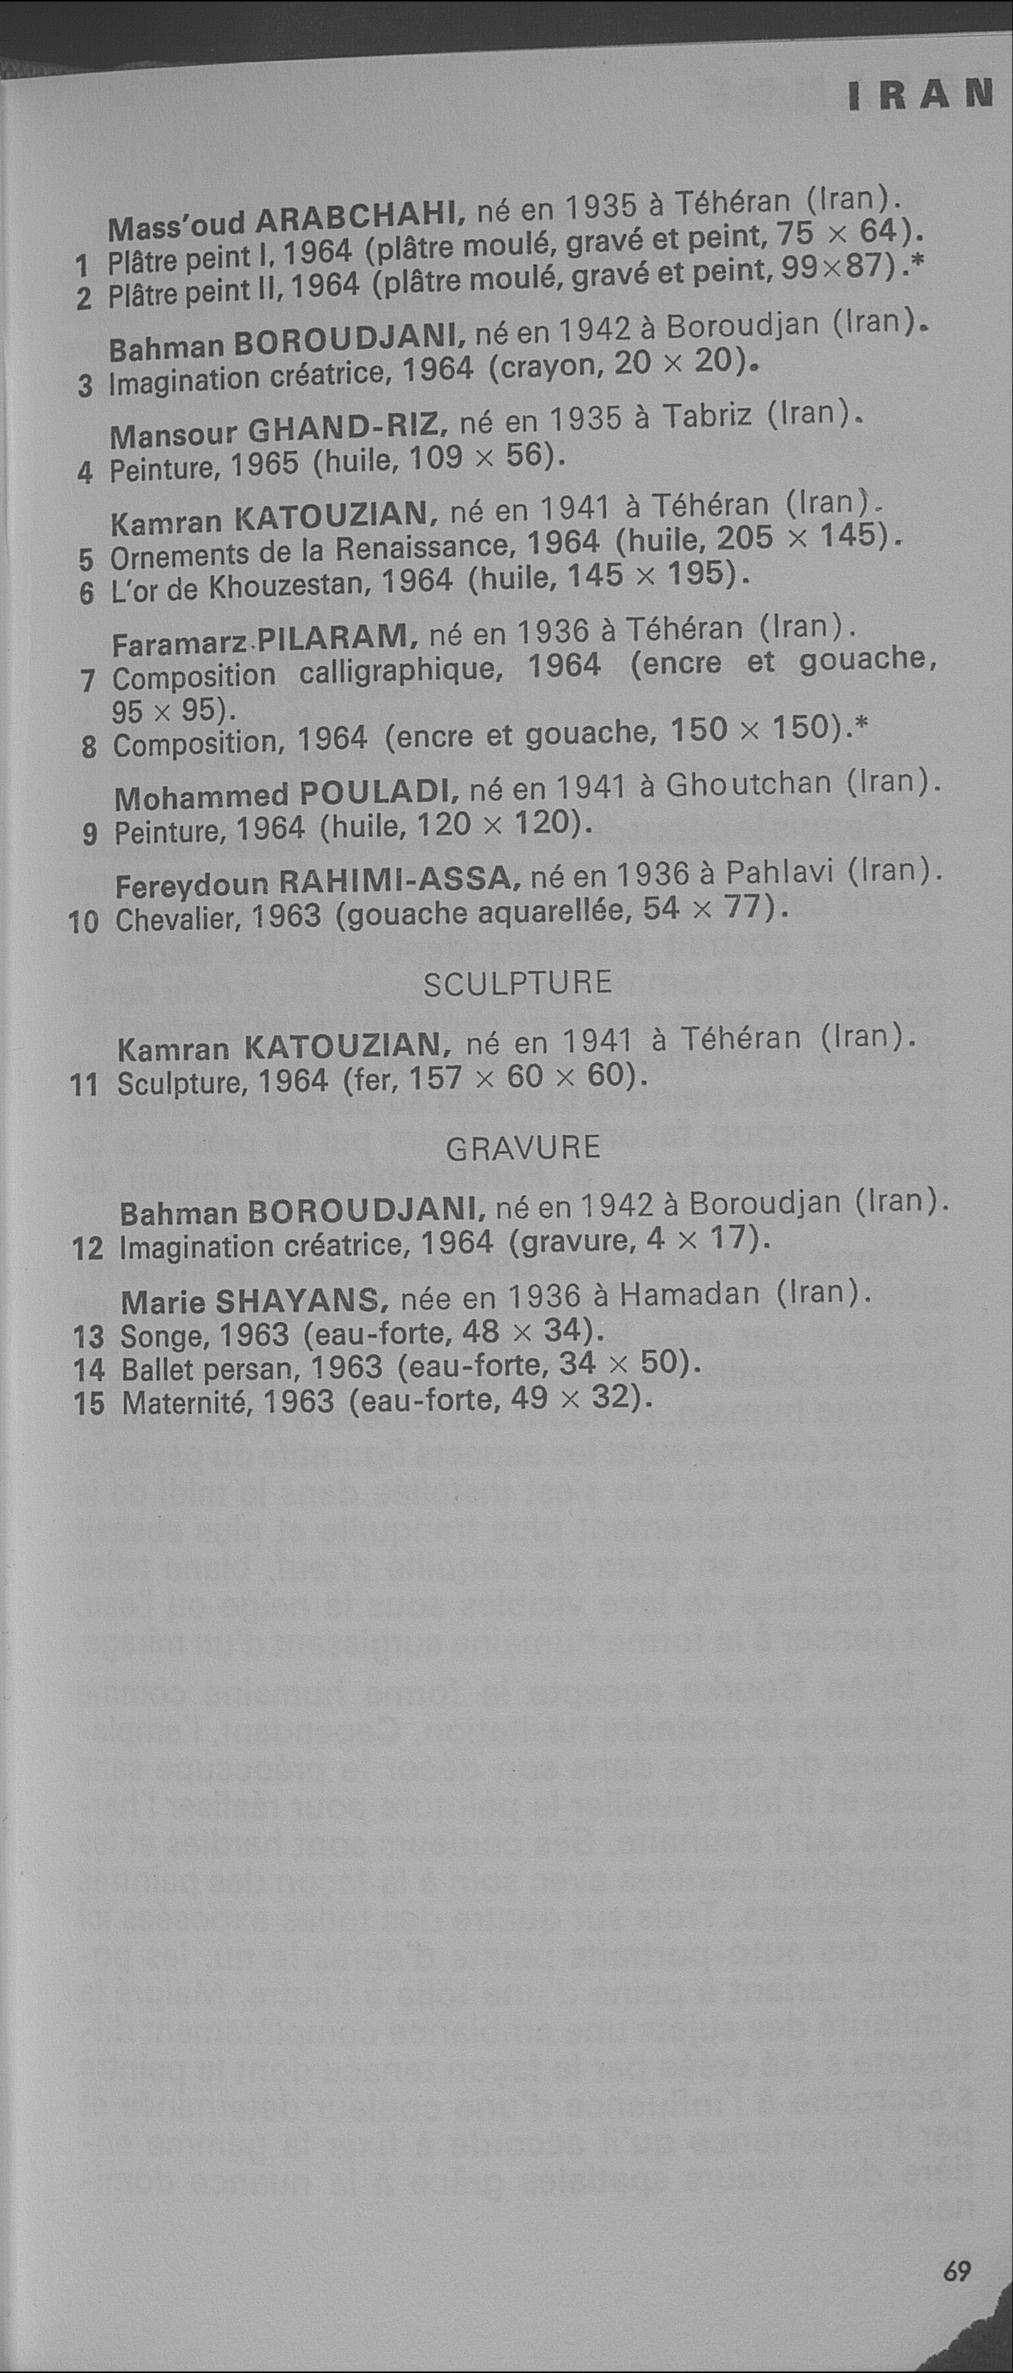 IRAN
Mass'oud ARABCHAHI, né en 1935 à Téhéran (Iran).
1 Plâtre peint I, 1964 (plâtre moulé, gravé et peint, 75 × 64).
2 Plâtre peint II, 1964 (plâtre moulé, gravé et peint, 99×87).*
Bahman BOROUDJANI, né en 1942 à Boroudjan (Iran).
3 Imagination créatrice, 1964 (crayon, 20 × 20).
Mansour GHAND-RIZ, né en 1935 à Tabriz (Iran).
4 Peinture, 1965 (huile, 109 × 56).
Kamran KATOUZIAN, né en 1941 à Téhéran (Iran).
5 Ornements de la Renaissance, 1964 (huile, 205 × 145).
6 L'or de Khouzestan, 1964 (huile, 145 × 195).
Faramarz PILARAM, né en 1936 à Téhéran (Iran).
7 Composition calligraphique, 1964 (encre et gouache,
95 × 95).
8 Composition, 1964 (encre et gouache, 150 × 150).*
Mohammed POULADI, né en 1941 à Ghoutchan (Iran).
9 Peinture, 1964 (huile, 120 × 120).
Fereydoun RAHIMI-ASSA, né en 1936 à Pahlavi (Iran).
10 Chevalier, 1963 (gouache aquarellée, 54 × 77).
SCULPTURE
Kamran KATOUZIAN, né en 1941 à Téhéran (Iran).
11 Sculpture, 1964 (fer, 157 × 60 × 60).
GRAVURE
Bahman BOROUDJANI, né en 1942 à Boroudjan (Iran).
12 Imagination créatrice, 1964 (gravure, 4 × 17).
Marie SHAYANS, née en 1936 à Hamadan (Iran).
13 Songe, 1963 (eau-forte, 48 × 34).
14 Ballet persan, 1963 (eau-forte, 34 × 50).
15 Maternité, 1963 (eau-forte, 49 × 32).
69